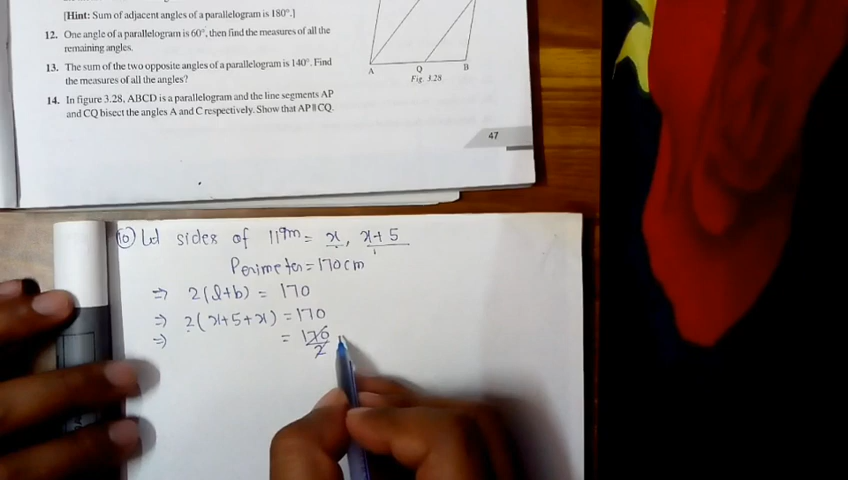 [Hint: Sum of adjacent angles of a parallelogram is 180°.]
12. One angle of a parallelogram is 60°, then find the measures of all the
remaining angles.
13. The sum of the two opposite angles of a parallelogram is 140°. Find
the measures of all the angles?
14. In figure 3.28, ABCD is a parallelogram and the line segments AP
and CQ bisect the angles A and C respectively. Show that AP∥CQ.
A Q B
Fig. 3.28
47
10 Let sides of 11gm = x, x+5
Perimeter = 170 cm
⇒ 2(l+b) = 170
⇒ 2(x+5+x) = 170
⇒ = 170/2